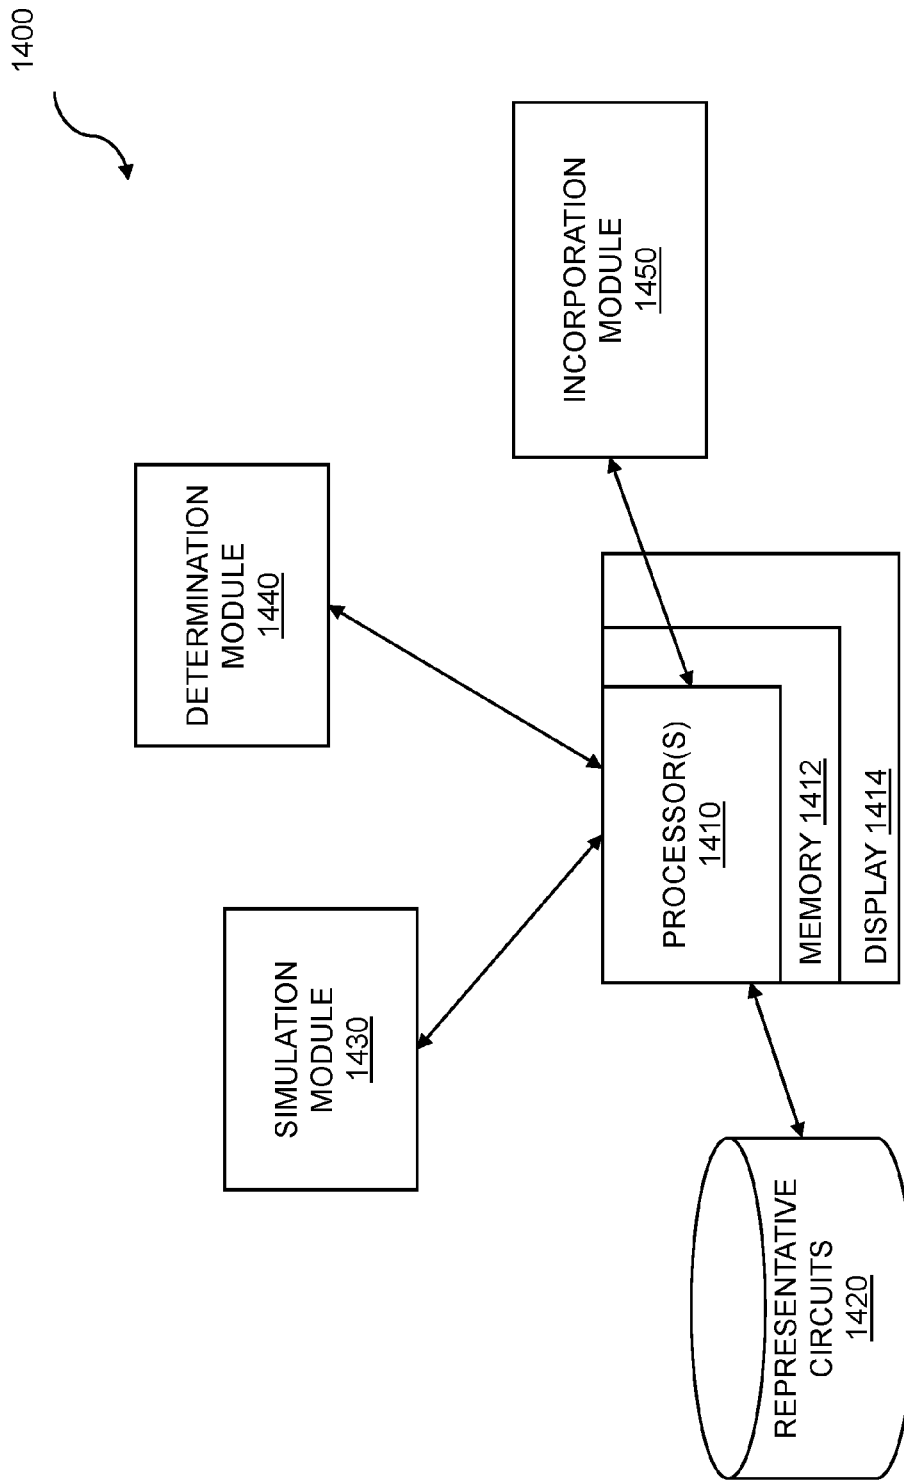 1400
SIMULATION
MODULE
1430
DETERMINATION
MODULE
1440
INCORPORATION
MODULE
1450
PROCESSOR(S)
1410
MEMORY 1412
DISPLAY 1414
REPRESENTATIVE
CIRCUITS
1420